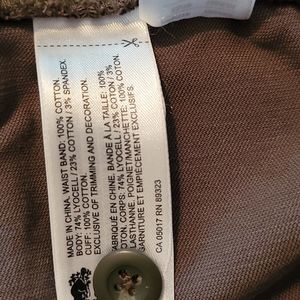 MADE IN CHINA. WAIST BAND: 100% COTTON.
BODY: 74% LYOCELL / 23% COTTON / 3% SPANDEX.
CUFF: 100% COTTON.
EXCLUSIVE OF TRIMMING AND DECORATION.
FABRIQUÉ EN CHINE. BANDE À LA TAILLE: 100%
COTON. CORPS: 74% LYOCELL / 23% COTON / 3%
ELASTHANNE. POIGNET/MANCHETTE: 100% COTON.
GARNITURE ET EMPIÈCEMENT EXCLUSIFS.
CA 05017 RN 89323